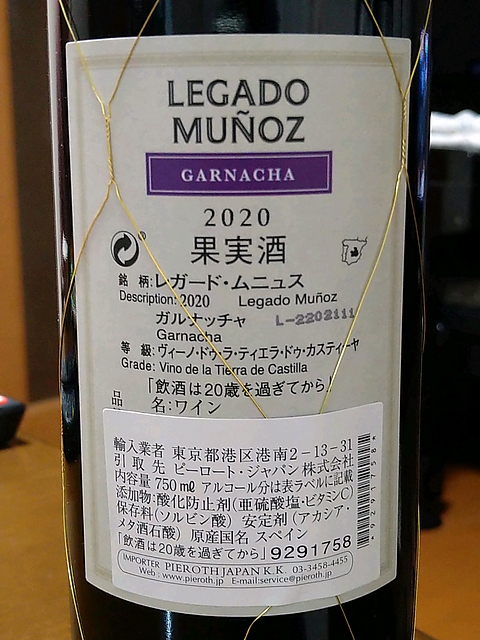 LEGADO
MUÑOZ
GARNACHA
2020
果実酒
銘 柄:レガード・ムニュス
Description: 2020 Legado Muñoz
ガルナッチャ L-2202111
Garnacha
等 級:ヴィーノ・ドゥ・ラ・ティエラ・ドゥ・カスティーヤ
Grade: Vino de la Tierra de Castilla
「飲酒は20歳を過ぎてから」
品 名:ワイン
輸入業者 東京都港区港南2-13-31
引取先 ピーロート・ジャパン株式会社
内容量 750㎖ アルコール分は表ラベルに記載
添加物:酸化防止剤(亜硫酸塩・ビタミンC)
保存料(ソルビン酸) 安定剤(アカシア・
メタ酒石酸) 原産国名 スペイン
「飲酒は20歳を過ぎてから」9291758
IMPORTER PIEROTH JAPAN K.K. 03-3458-4455
Web : www.pieroth.jp E-mail:service@pieroth.jp
*9291758*